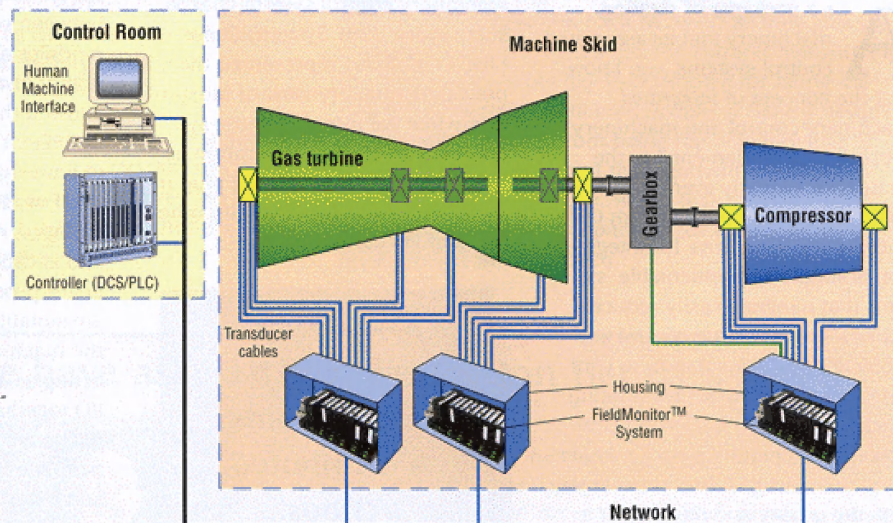 Control Room
Human
Machine
Interface
Controller (DCS/PLC)
Machine Skid
Gas turbine
Gearbox
Compressor
Transducer
cables
Housing
FieldMonitor™
System
Network